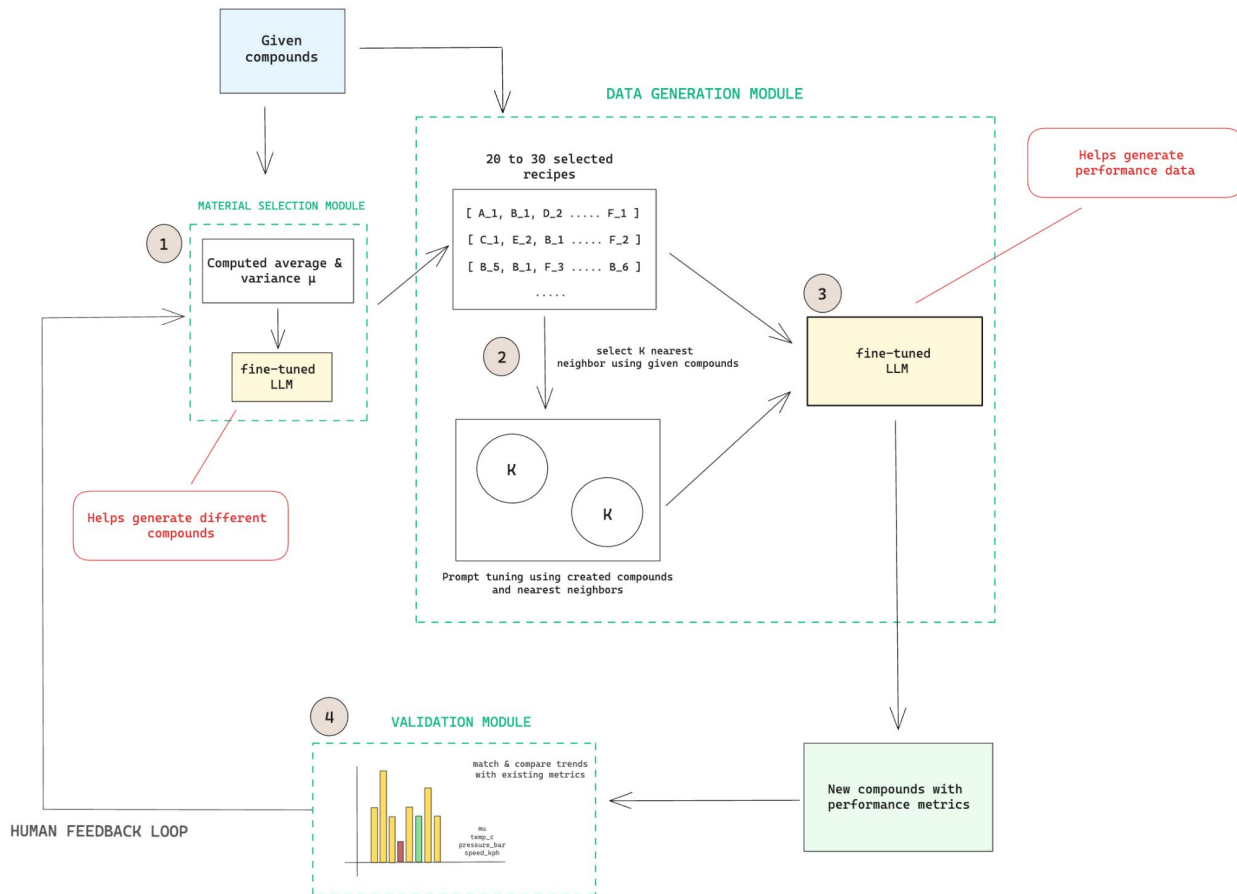 Given
compounds
DATA GENERATION MODULE
20 to 30 selected
recipes
Helps generate
performance data
MATERIAL SELECTION MODULE
1
Computed average &
variance μ
fine-tuned
LLM
[ A_1, B_1, D_2 ..... F_1 ]
[ C_1, E_2, B_1 ..... F_2 ]
[ B_5, B_1, F_3 ..... B_6 ]
.....
3
fine-tuned
LLM
2
select K nearest
neighbor using given compounds
K
K
Helps generate different
compounds
Prompt tuning using created compounds
and nearest neighbors
4
VALIDATION MODULE
match & compare trends
with existing metrics
mu
temp_c
pressure_bar
speed_kph
New compounds with
performance metrics
HUMAN FEEDBACK LOOP